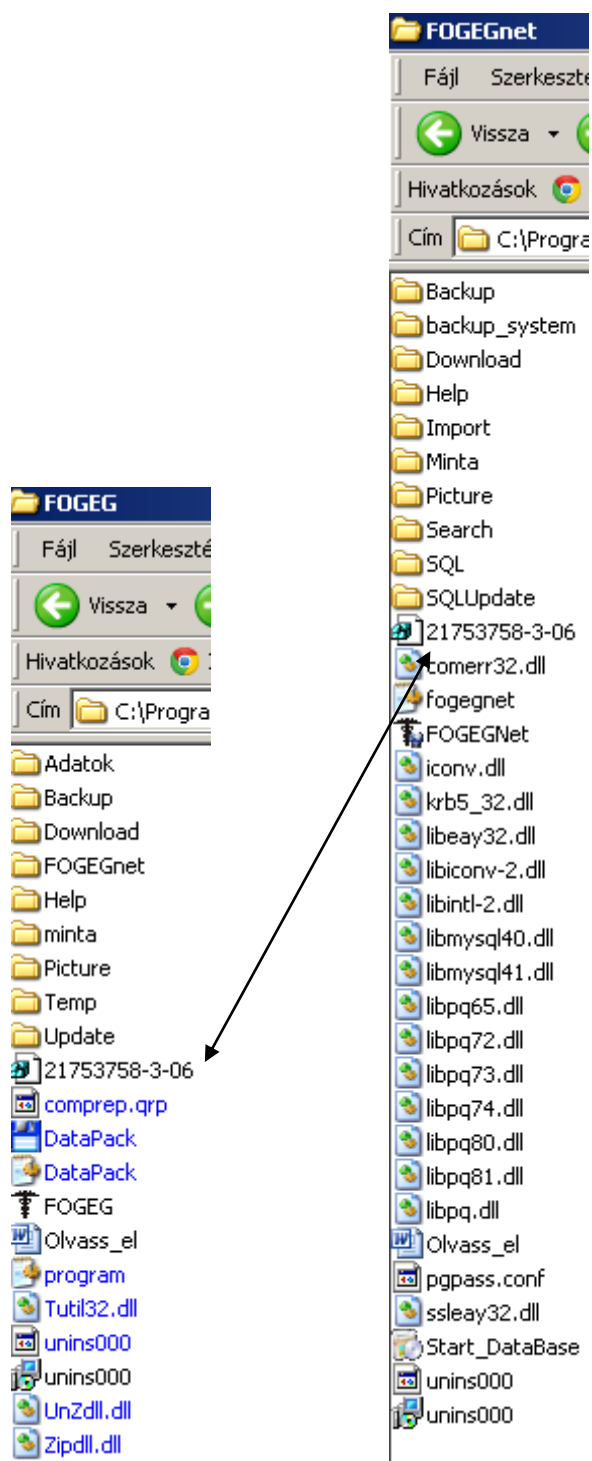 FOGEGnet
Fájl Szerkeszté
Vissza
Hivatkozások
Cím C:\Progra
Backup
backup_system
Download
Help
Import
Minta
Picture
Search
SQL
SQLUpdate
21753758-3-06
comerr32.dll
fogegnet
FOGEGNet
iconv.dll
krb5_32.dll
libeay32.dll
libiconv-2.dll
libintl-2.dll
libmysql40.dll
libmysql41.dll
libpq65.dll
libpq72.dll
libpq73.dll
libpq74.dll
libpq80.dll
libpq81.dll
libpq.dll
Olvass_el
pgpass.conf
ssleay32.dll
Start_DataBase
unins000
unins000
FOGEG
Fájl Szerkeszté
Vissza
Hivatkozások
Cím C:\Progra
Adatok
Backup
Download
FOGEGnet
Help
minta
Picture
Temp
Update
21753758-3-06
comprep.qrp
DataPack
DataPack
FOGEG
Olvass_el
program
Tutil32.dll
unins000
unins000
UnZdll.dll
Zipdll.dll